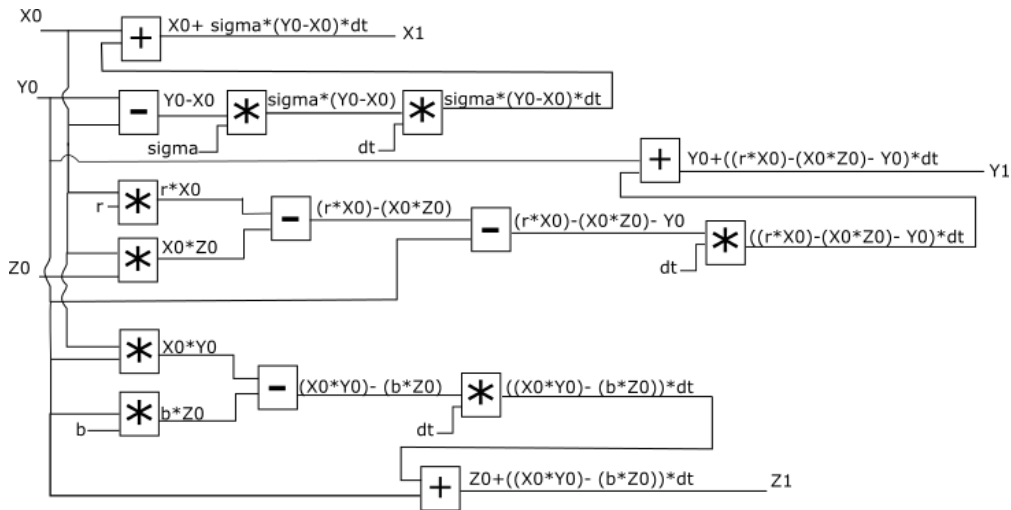 X0
X0+ sigma*(Y0-X0)*dt
X1
+
Y0
Y0-X0
sigma*(Y0-X0)
sigma*(Y0-X0)*dt
-
*
*
sigma
dt
+
Y0+((r*X0)-(X0*Z0)- Y0)*dt
Y1
r*X0
r
*
-
(r*X0)-(X0*Z0)
-
(r*X0)-(X0*Z0)- Y0
*
((r*X0)-(X0*Z0)- Y0)*dt
X0*Z0
*
Z0
dt
*
X0*Y0
-
(X0*Y0)- (b*Z0)
*
((X0*Y0)- (b*Z0))*dt
*
b*Z0
b
dt
+
Z0+((X0*Y0)- (b*Z0))*dt
Z1